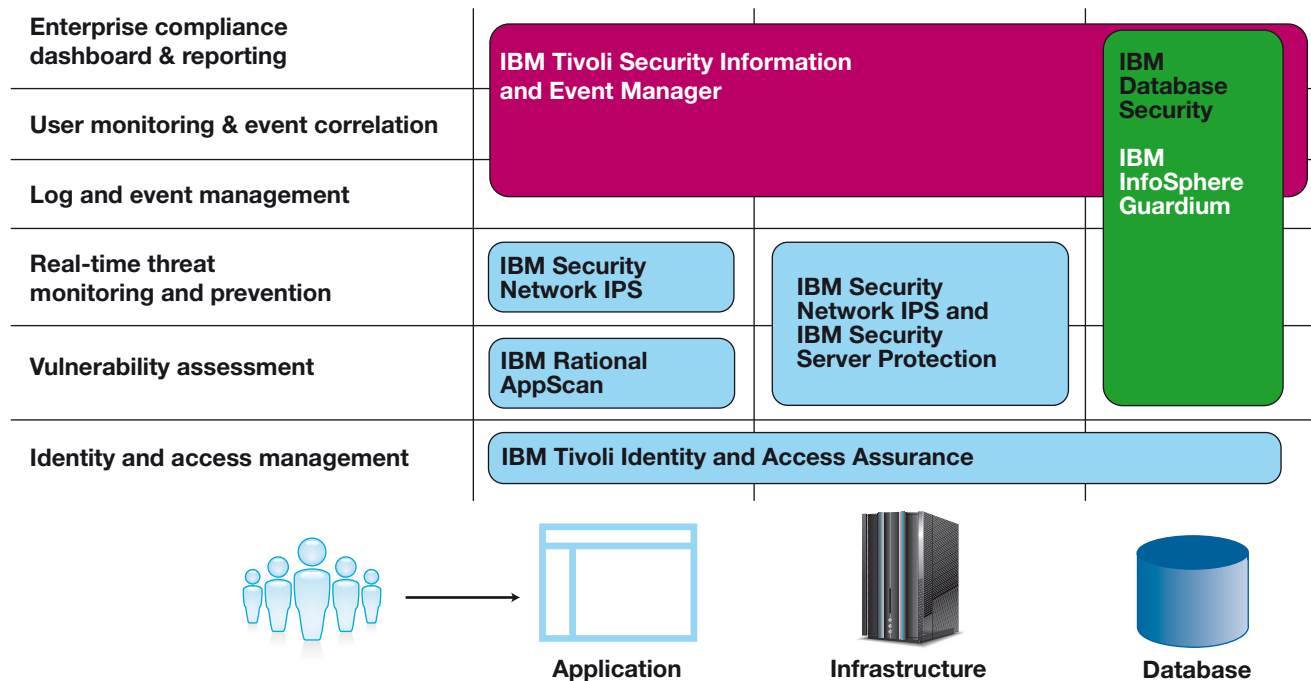 Enterprise compliance
dashboard & reporting
IBM Tivoli Security Information
and Event Manager
IBM
Database
Security
IBM
InfoSphere
Guardium
User monitoring & event correlation
Log and event management
Real-time threat
monitoring and prevention
IBM Security
Network IPS
IBM Security
Network IPS and
IBM Security
Server Protection
Vulnerability assessment
IBM Rational
AppScan
Identity and access management
IBM Tivoli Identity and Access Assurance
Application
Infrastructure
Database